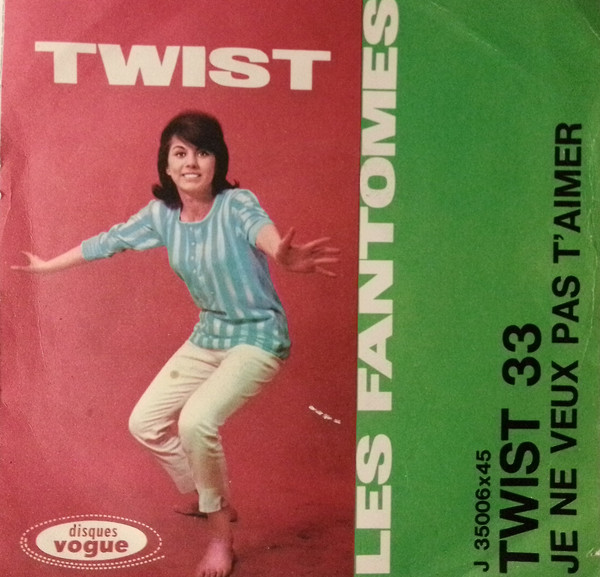 TWIST
LES FANTOMES
J 35006x45
TWIST 33
JE NE VEUX PAS T'AIMER
disques
vogue